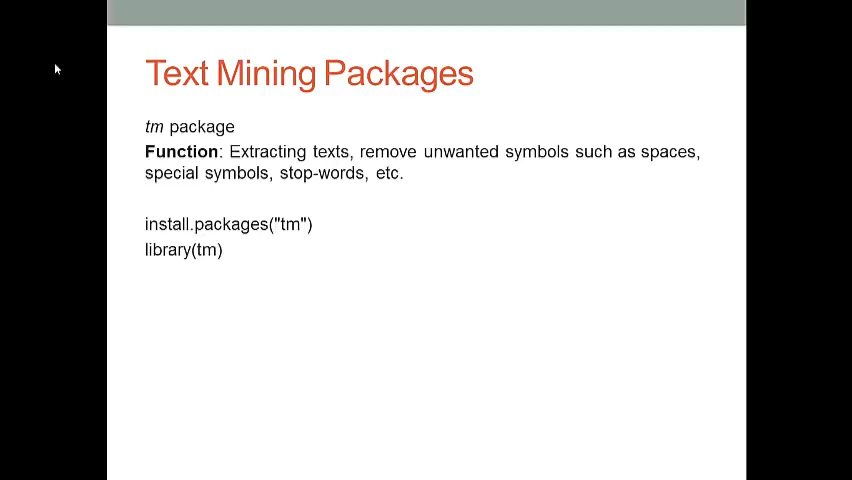 Text Mining Packages
tm package
Function: Extracting texts, remove unwanted symbols such as spaces,
special symbols, stop-words, etc.
install.packages("tm")
library(tm)